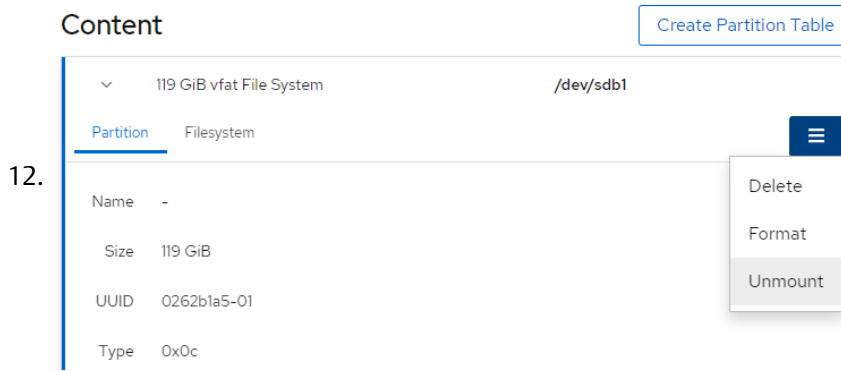 Content
Create Partition Table
119 GiB vfat File System /dev/sdb1
Partition Filesystem
12.
Delete
Name -
Format
Size 119 GiB
Unmount
UUID 0262b1a5-01
Type 0x0c